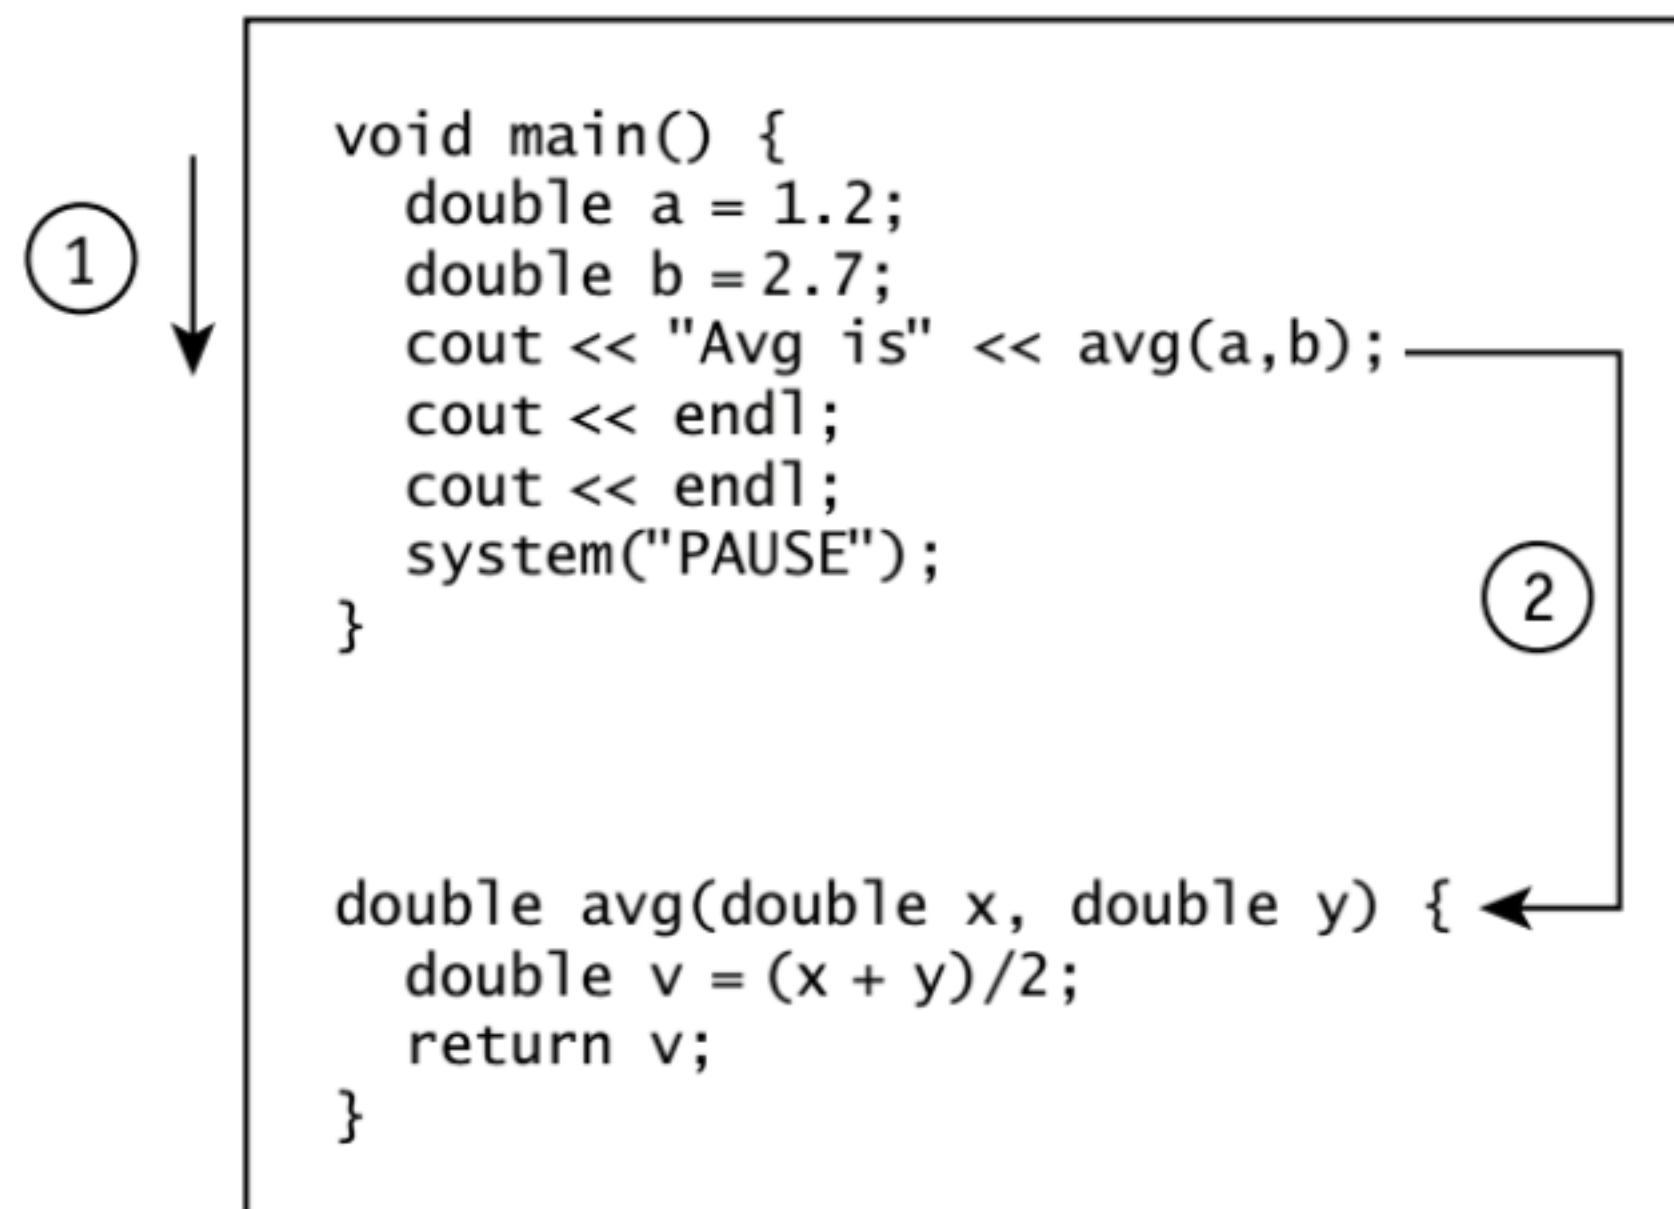 void main() {
double a = 1.2;
1
double b = 2.7;
cout << "Avg is" << avg(a,b);
cout << endl;
cout << endl;
system("PAUSE");
}
2
double avg(double x, double y) {
double v = (x + y)/2;
return v;
}